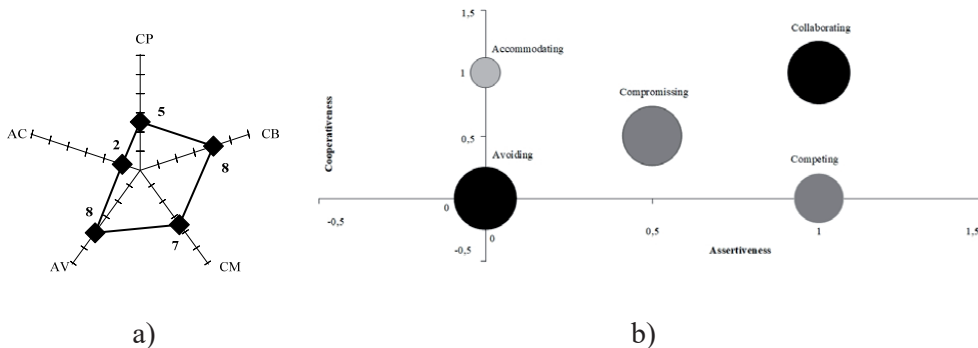 CP
5
AC
2
CB
8
8
7
AV
CM
a)
1,5
Accommodating
Collaborating
1
Compromissing
Cooperativeness
0,5
Avoiding
Competing
-0,5
0
0
0,5
1
1,5
-0,5
Assertiveness
b)